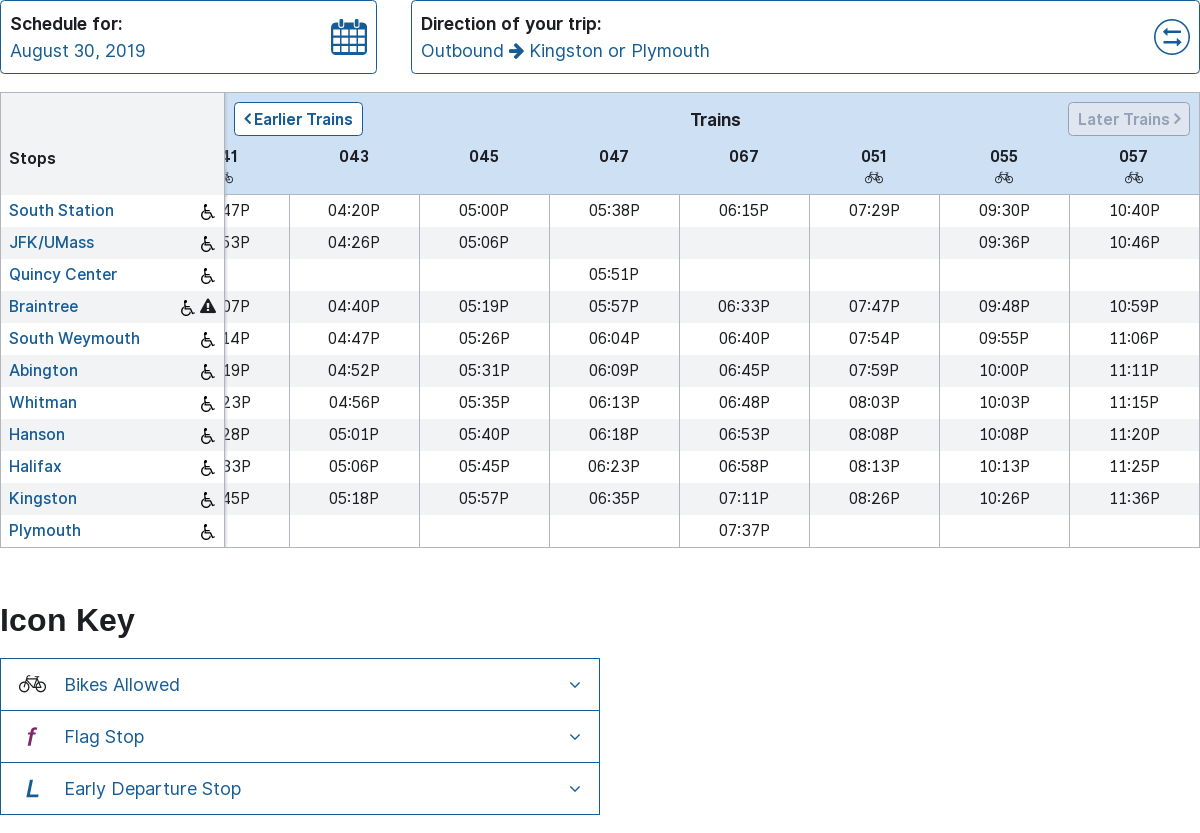 Schedule for:
August 30, 2019
Direction of your trip:
Outbound → Kingston or Plymouth
Earlier Trains Trains Later Trains
Stops 41 043 045 047 067 051 055 057
South Station 47P 04:20P 05:00P 05:38P 06:15P 07:29P 09:30P 10:40P
JFK/UMass 53P 04:26P 05:06P 09:36P 10:46P
Quincy Center 05:51P
Braintree 07P 04:40P 05:19P 05:57P 06:33P 07:47P 09:48P 10:59P
South Weymouth 14P 04:47P 05:26P 06:04P 06:40P 07:54P 09:55P 11:06P
Abington 19P 04:52P 05:31P 06:09P 06:45P 07:59P 10:00P 11:11P
Whitman 23P 04:56P 05:35P 06:13P 06:48P 08:03P 10:03P 11:15P
Hanson 28P 05:01P 05:40P 06:18P 06:53P 08:08P 10:08P 11:20P
Halifax 33P 05:06P 05:45P 06:23P 06:58P 08:13P 10:13P 11:25P
Kingston 45P 05:18P 05:57P 06:35P 07:11P 08:26P 10:26P 11:36P
Plymouth 07:37P
Icon Key
Bikes Allowed
f Flag Stop
L Early Departure Stop